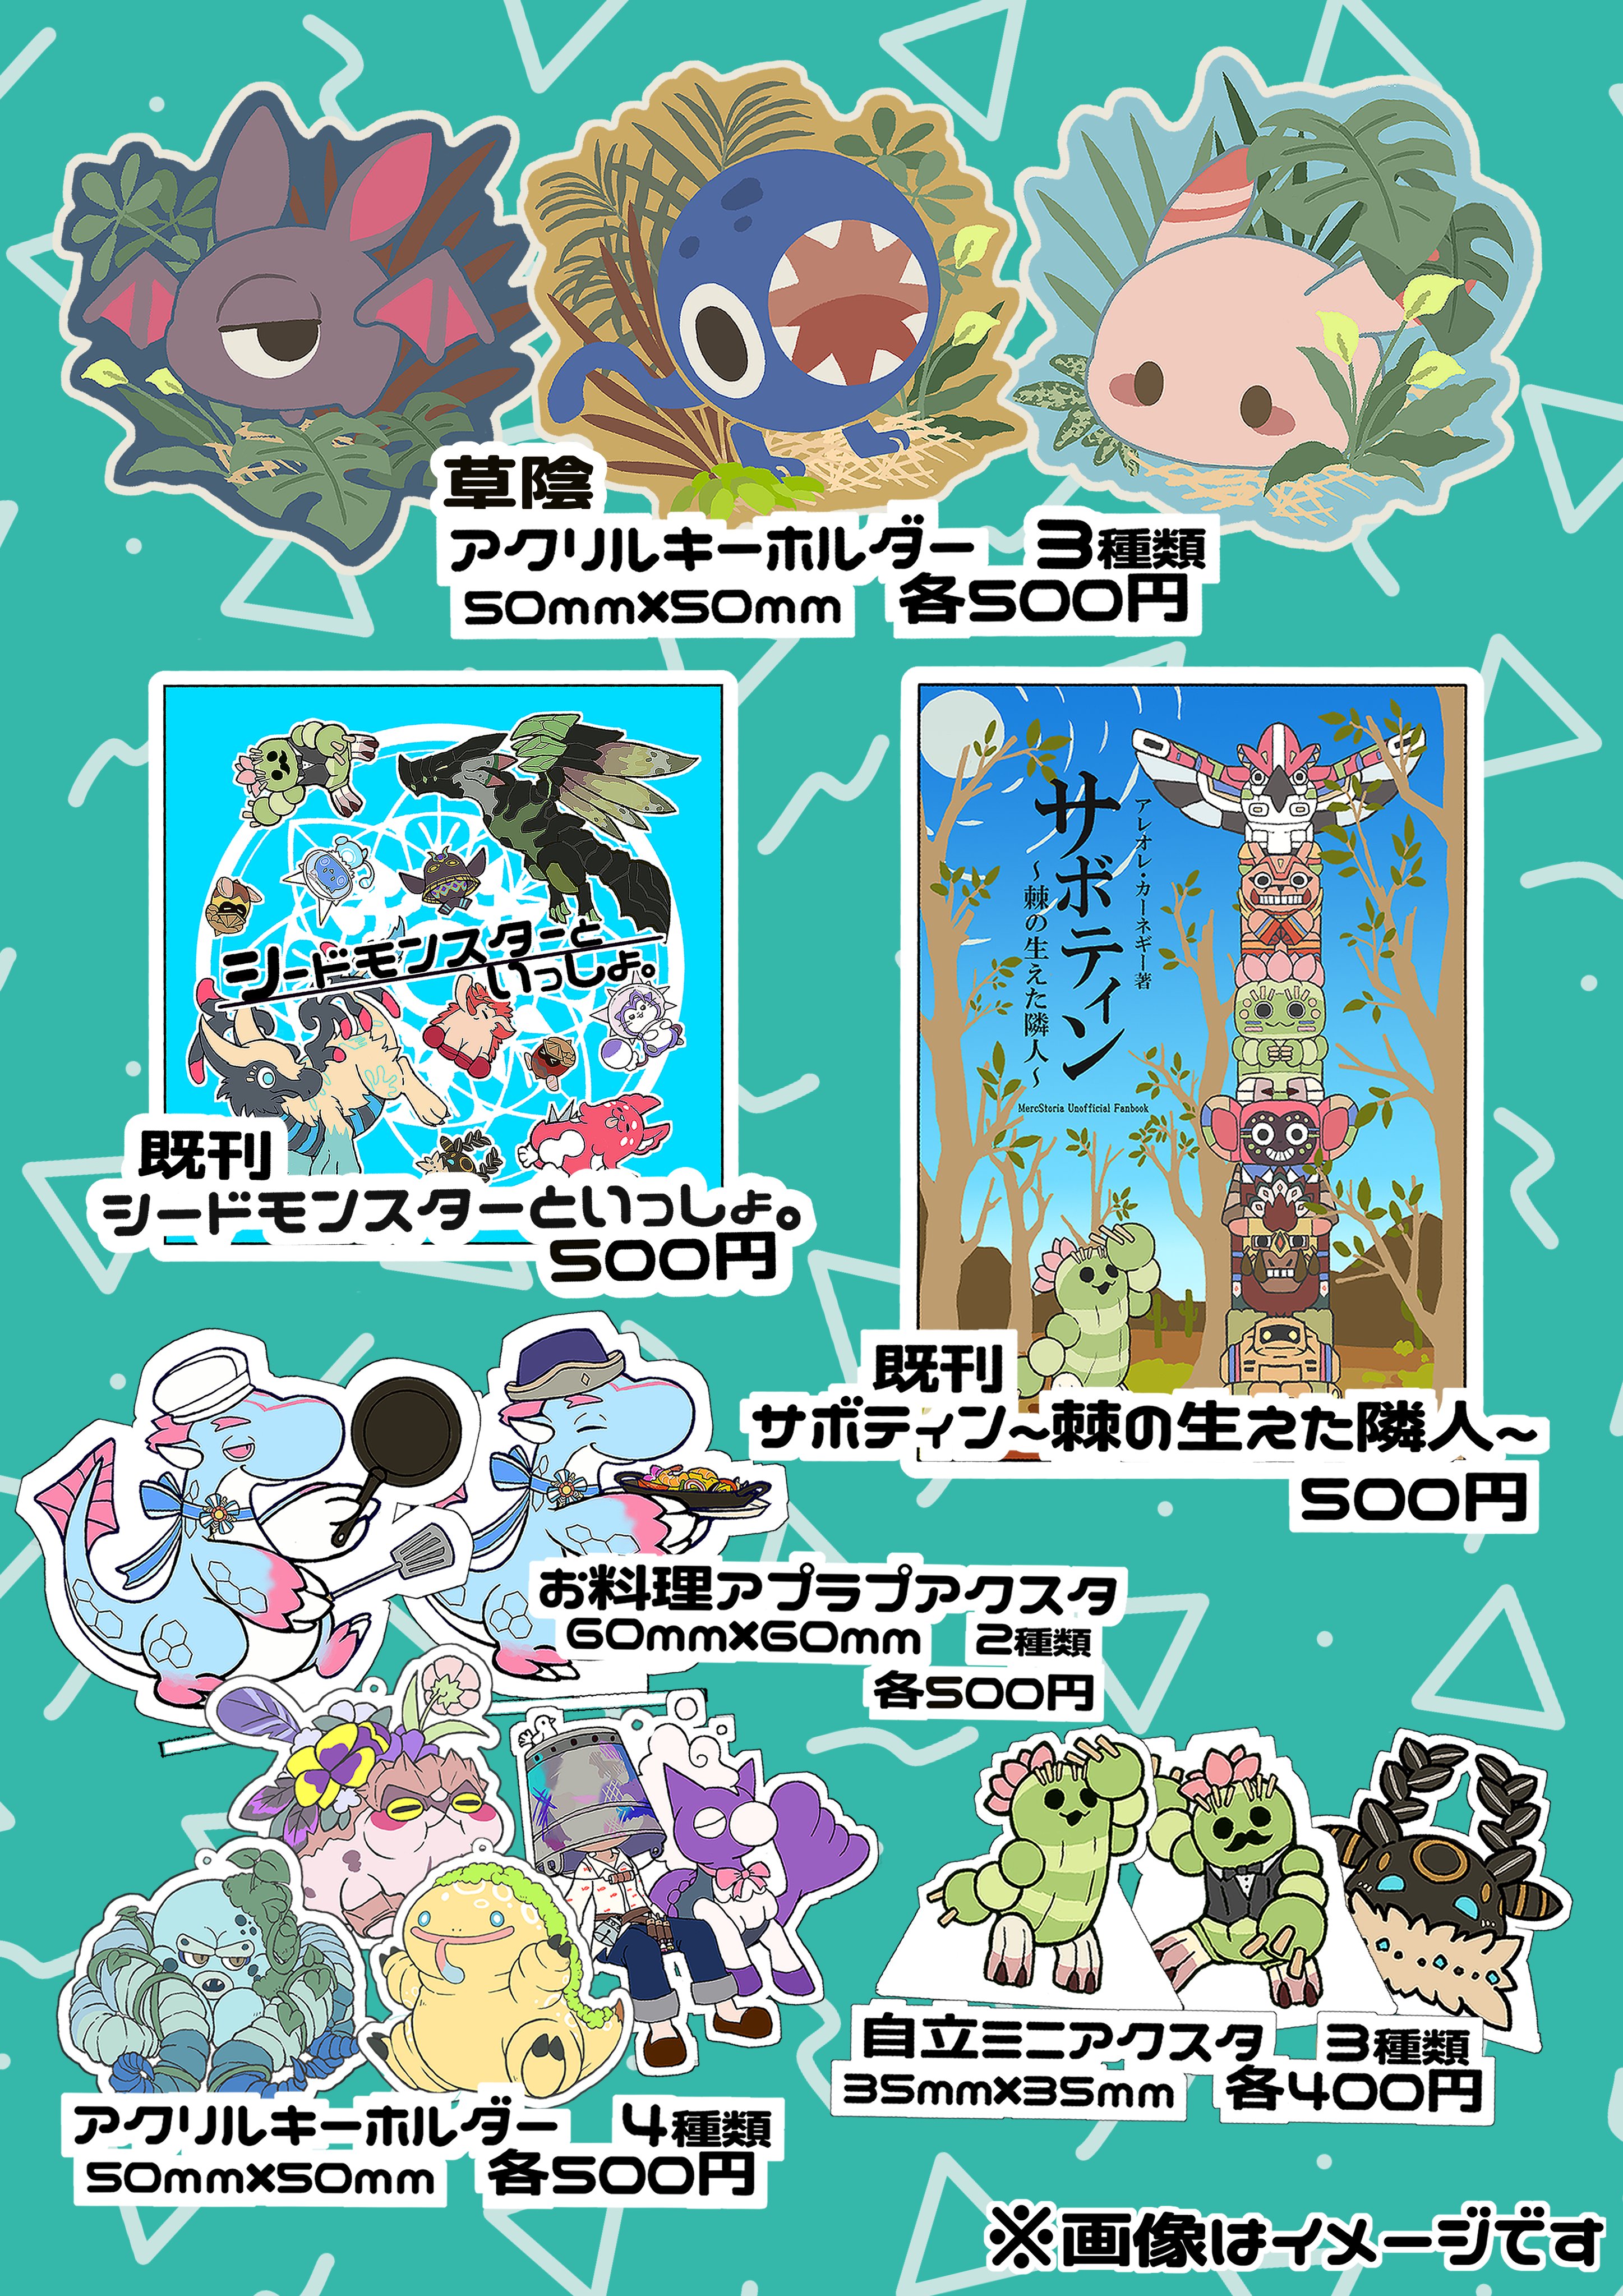 草陰
アクリルキーホルダー　3種類
50mm×50mm　各500円
シードモンスターと
いっしょ。
既刊
シードモンスターといっしょ。
500円
アレオレ・カーネギー著
サボティン
～棘の生えた隣人～
MercStoria Unofficial Fanbook
既刊
サボティン～棘の生えた隣人～
500円
お料理アプラプアクスタ
60mm×60mm　2種類
各500円
アクリルキーホルダー　4種類
50mm×50mm　各500円
自立ミニアクスタ　3種類
35mm×35mm　各400円
※画像はイメージです